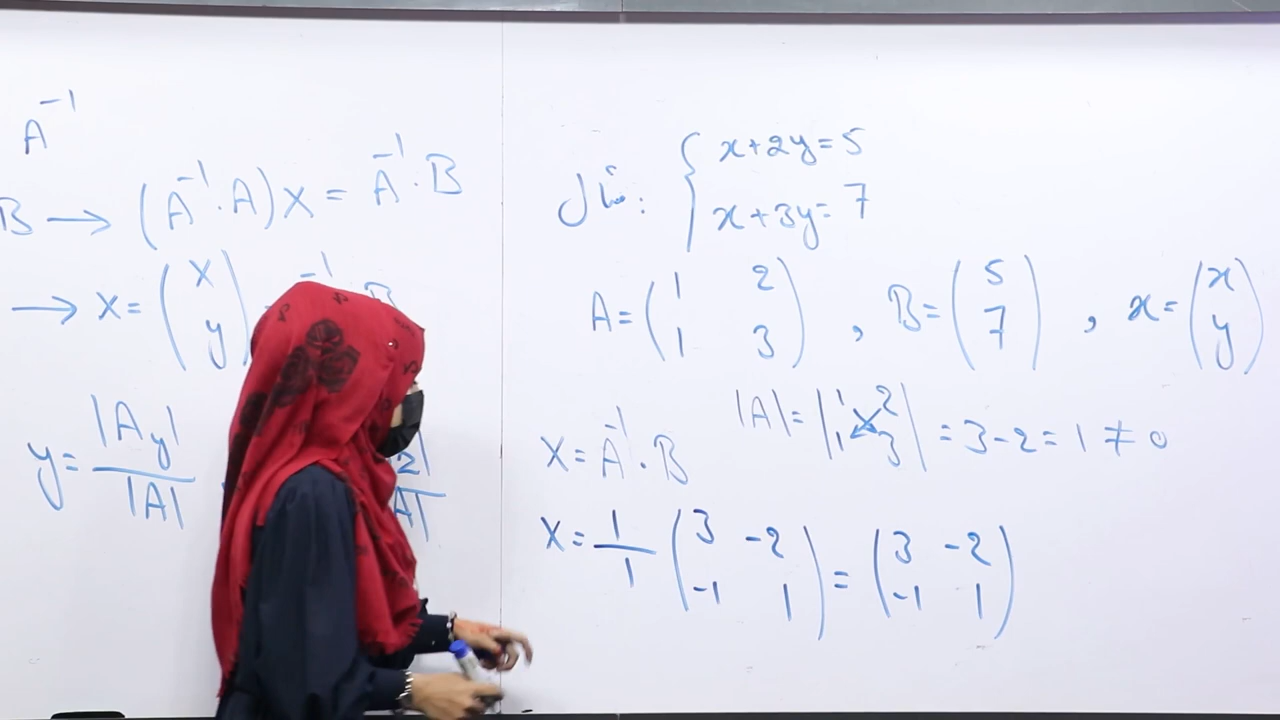 A⁻¹
B → (A⁻¹.A)X = A⁻¹.B
→ X = (x
y)
y = |Ay| / |A|
مثال: { x+2y=5
x+3y=7
A = (1 2
1 3) , B = (5
7) , x = (x
y)
|A| = |1 2
1 3| = 3-2 = 1 ≠ 0
X = A⁻¹.B
X = 1/1 (3 -2
-1 1) = (3 -2
-1 1)